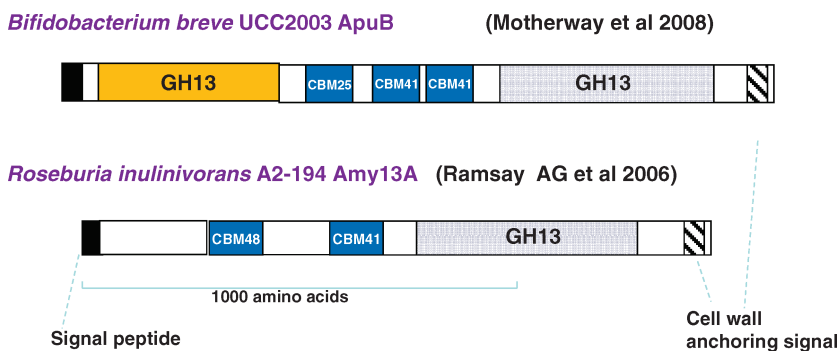 Bifidobacterium breve UCC2003 ApuB (Motherway et al 2008)
GH13 CBM25 CBM41 CBM41 GH13
Roseburia inulinivorans A2-194 Amy13A (Ramsay AG et al 2006)
CBM48 CBM41 GH13
1000 amino acids
Signal peptide
Cell wall
anchoring signal